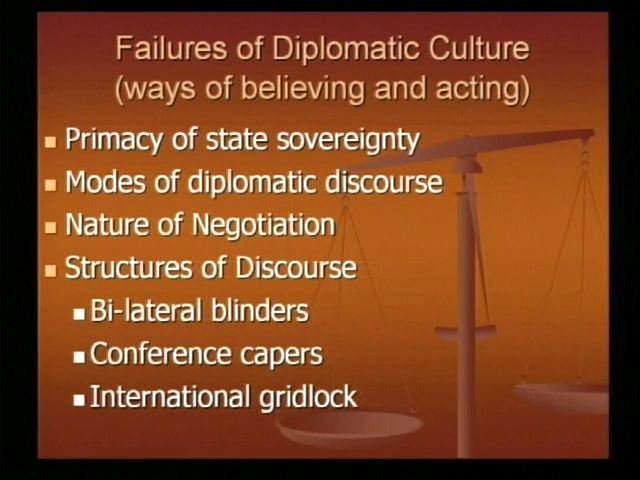 Failures of Diplomatic Culture
(ways of believing and acting)
Primacy of state sovereignty
Modes of diplomatic discourse
Nature of Negotiation
Structures of Discourse
Bi-lateral blinders
Conference capers
International gridlock